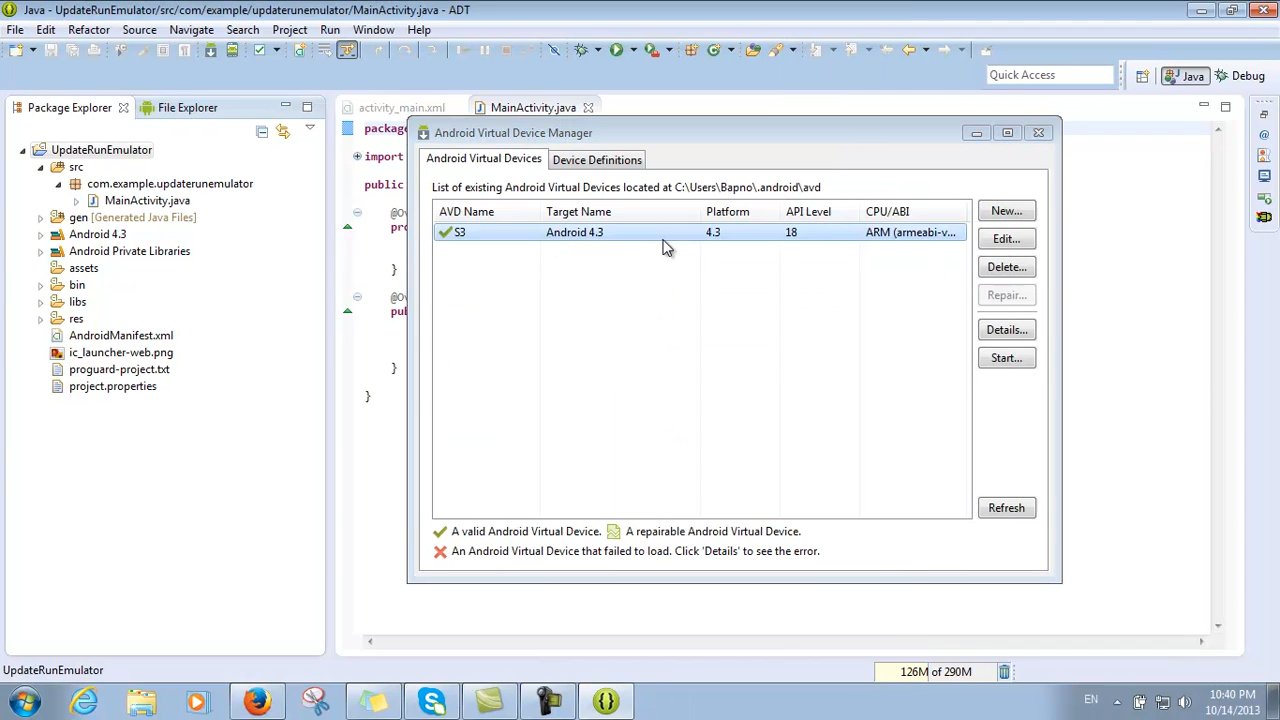 Java - UpdateRunEmulator/src/com/example/updaterunemulator/MainActivity.java - ADT
File Edit Refactor Source Navigate Search Project Run Window Help
Quick Access
Java
Debug
Package Explorer
File Explorer
UpdateRunEmulator
src
com.example.updaterunemulator
MainActivity.java
gen [Generated Java Files]
Android 4.3
Android Private Libraries
assets
bin
libs
res
AndroidManifest.xml
ic_launcher-web.png
proguard-project.txt
project.properties
activity_main.xml
MainActivity.java
packag
import
public
@O
pro
}
@O
pu
}
}
Android Virtual Device Manager
Android Virtual Devices
Device Definitions
List of existing Android Virtual Devices located at C:\Users\Bapno\.android\avd
AVD Name Target Name Platform API Level CPU/ABI
S3 Android 4.3 4.3 18 ARM (armeabi-v...
New...
Edit...
Delete...
Repair...
Details...
Start...
Refresh
A valid Android Virtual Device. A repairable Android Virtual Device.
An Android Virtual Device that failed to load. Click 'Details' to see the error.
UpdateRunEmulator
126M of 290M
EN
10:40 PM
10/14/2013